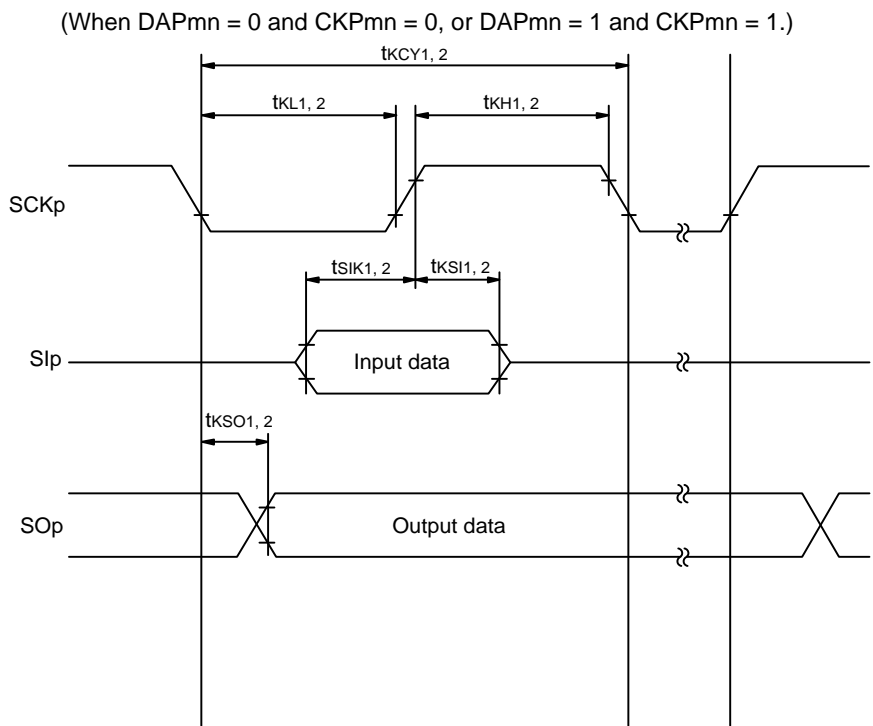 (When DAPmn = 0 and CKPmn = 0, or DAPmn = 1 and CKPmn = 1.)
tKCY1, 2
tKL1, 2
tKH1, 2
SCKp
tSIK1, 2
tKSI1, 2
SIp
Input data
tKSO1, 2
SOp
Output data